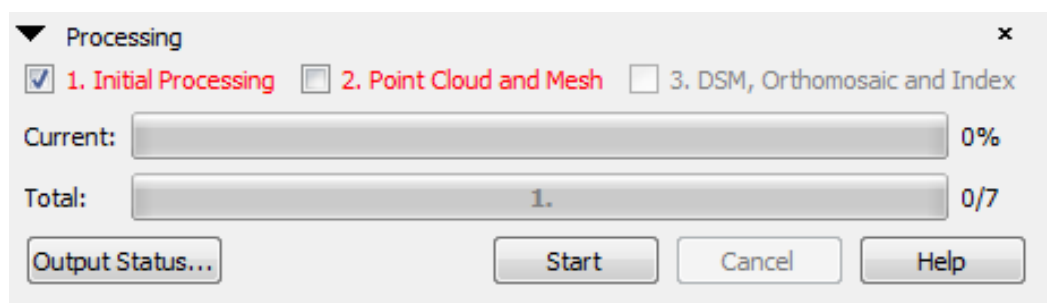 Processing x
1. Initial Processing 2. Point Cloud and Mesh 3. DSM, Orthomosaic and Index
Current: 0%
Total: 1. 0/7
Output Status... Start Cancel Help